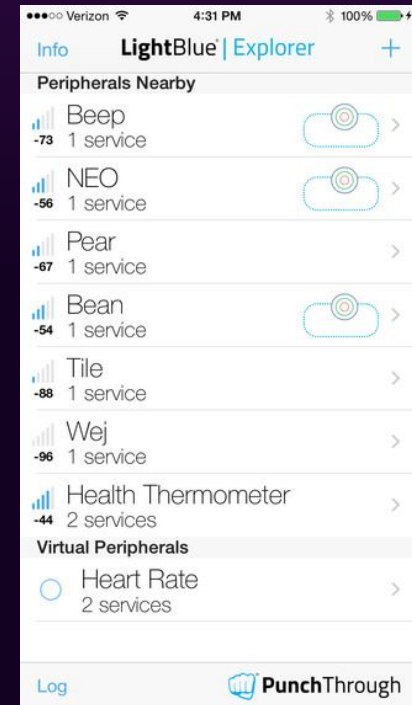 Verizon 4:31 PM 100%
Info LightBlue | Explorer +
Peripherals Nearby
Beep
-73 1 service
NEO
-56 1 service
Pear
-67 1 service
Bean
-54 1 service
Tile
-88 1 service
Wej
-96 1 service
Health Thermometer
-44 2 services
Virtual Peripherals
Heart Rate
2 services
Log PunchThrough